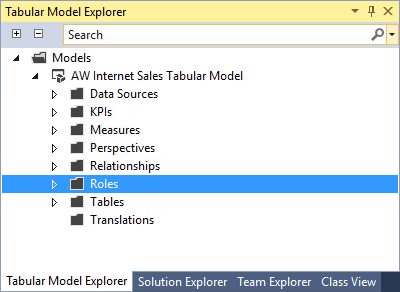 Tabular Model Explorer
Search
Models
AW Internet Sales Tabular Model
Data Sources
KPIs
Measures
Perspectives
Relationships
Roles
Tables
Translations
Tabular Model Explorer Solution Explorer Team Explorer Class View